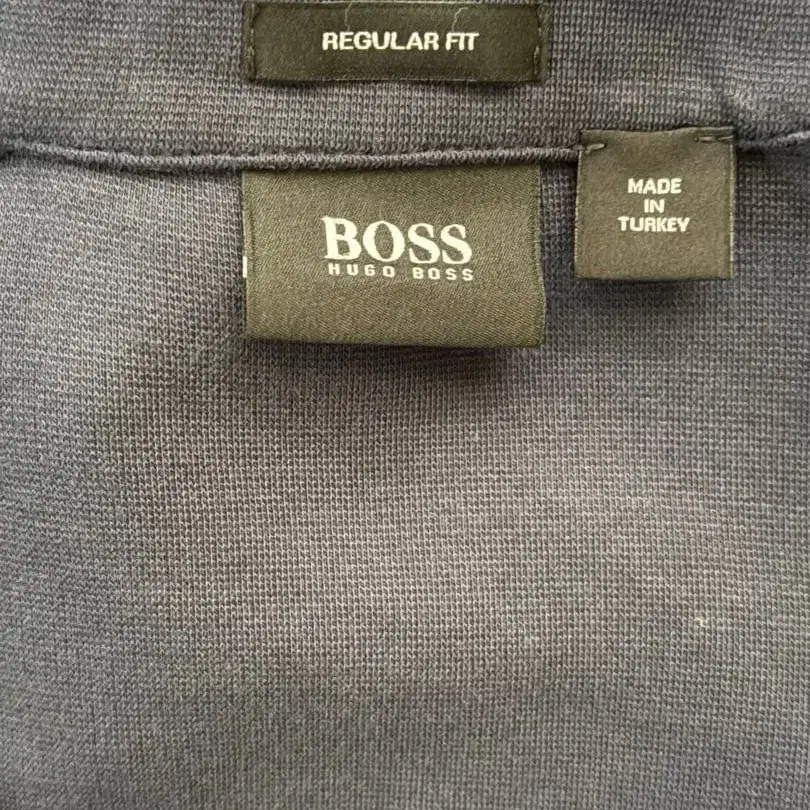 REGULAR FIT
BOSS
HUGO BOSS
MADE
IN
TURKEY